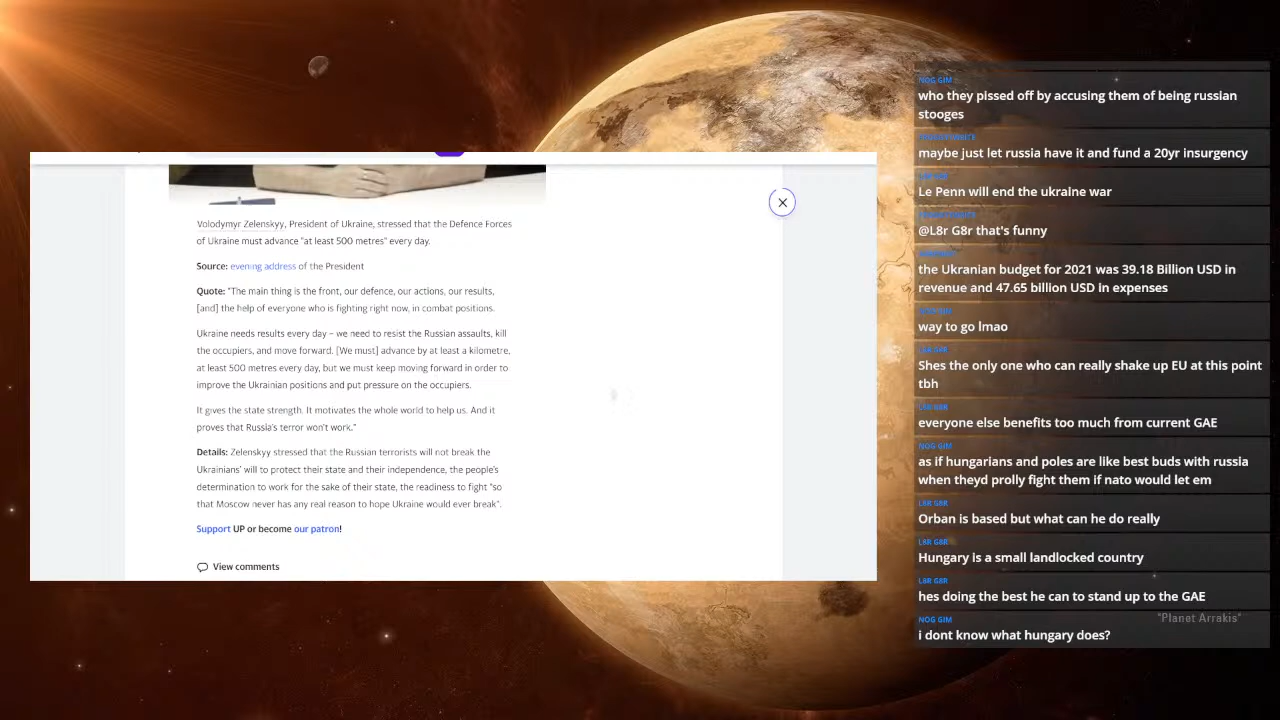 Volodymyr Zelenskyy, President of Ukraine, stressed that the Defence Forces
of Ukraine must advance "at least 500 metres" every day.
Source: evening address of the President
Quote: "The main thing is the front, our defence, our actions, our results,
[and] the help of everyone who is fighting right now, in combat positions.
Ukraine needs results every day – we need to resist the Russian assaults, kill
the occupiers, and move forward. [We must] advance by at least a kilometre,
at least 500 metres every day, but we must keep moving forward in order to
improve the Ukrainian positions and put pressure on the occupiers.
It gives the state strength. It motivates the whole world to help us. And it
proves that Russia's terror won't work."
Details: Zelenskyy stressed that the Russian terrorists will not break the
Ukrainians' will to protect their state and their independence, the people's
determination to work for the sake of their state, the readiness to fight "so
that Moscow never has any real reason to hope Ukraine would ever break".
Support UP or become our patron!
View comments
NOG GIM
who they pissed off by accusing them of being russian
stooges
maybe just let russia have it and fund a 20yr insurgency
Le Penn will end the ukraine war
@L8r G8r that's funny
the Ukranian budget for 2021 was 39.18 Billion USD in
revenue and 47.65 billion USD in expenses
way to go lmao
L8R G8R
Shes the only one who can really shake up EU at this point
tbh
L8R G8R
everyone else benefits too much from current GAE
NOG GIM
as if hungarians and poles are like best buds with russia
when theyd prolly fight them if nato would let em
L8R G8R
Orban is based but what can he do really
L8R G8R
Hungary is a small landlocked country
L8R G8R
hes doing the best he can to stand up to the GAE
"Planet Arrakis"
NOG GIM
i dont know what hungary does?